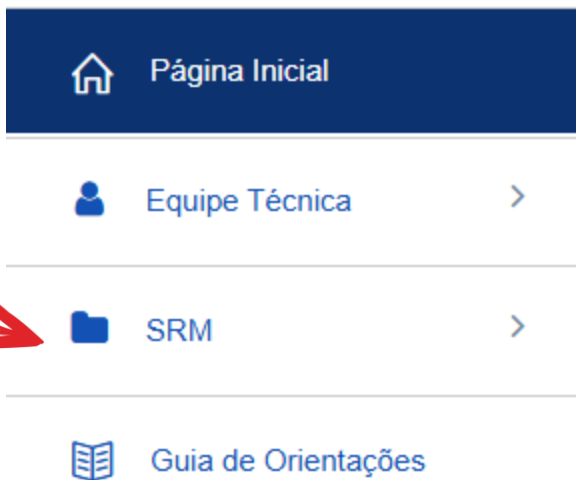 Página Inicial
Equipe Técnica
SRM
Guia de Orientações